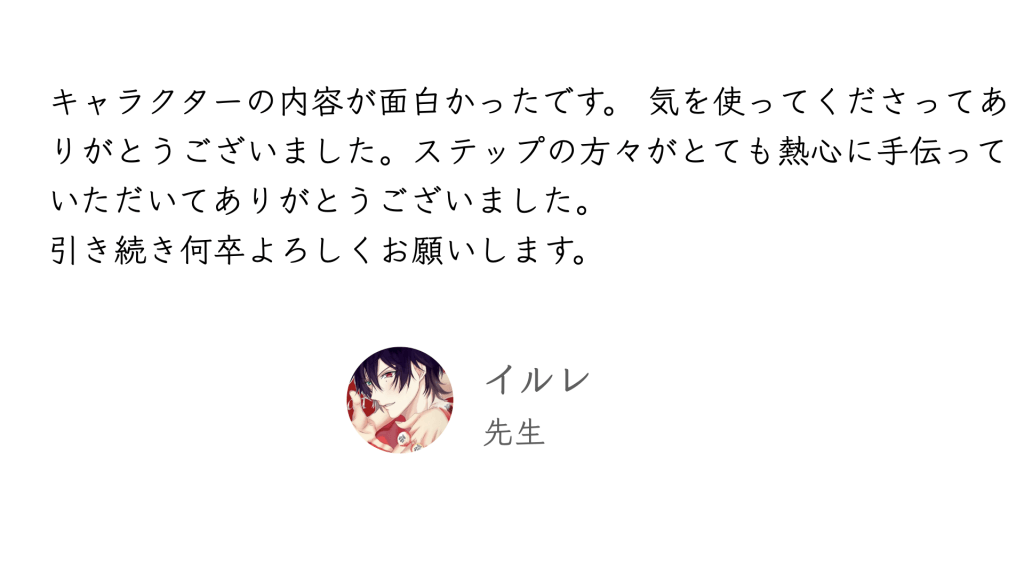 キャラクターの内容が面白かったです。 気を使ってくださってあ
りがとうございました。ステップの方々がとても熱心に手伝って
いただいてありがとうございました。
引き続き何卒よろしくお願いします。
イルレ
先生